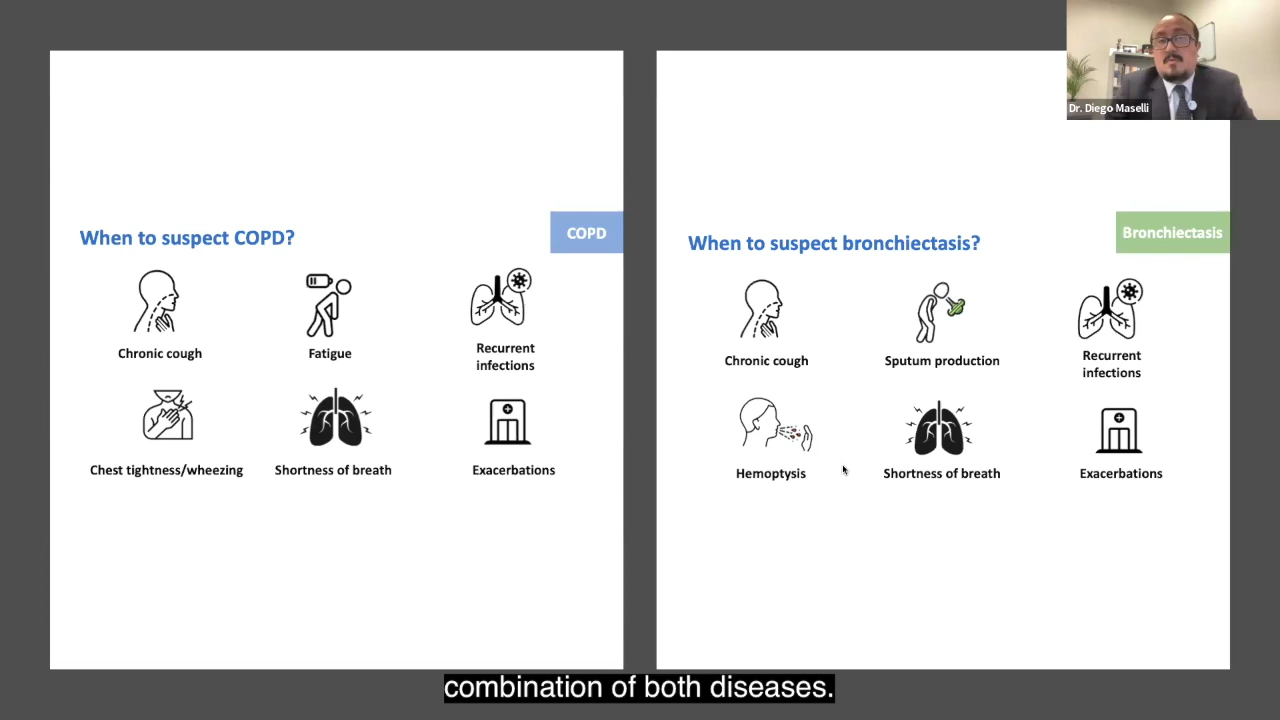 When to suspect COPD?
COPD
Chronic cough
Fatigue
Recurrent
infections
Chest tightness/wheezing
Shortness of breath
Exacerbations
When to suspect bronchiectasis?
Bronchiectasis
Chronic cough
Sputum production
Recurrent
infections
Hemoptysis
Shortness of breath
Exacerbations
Dr. Diego Maselli
combination of both diseases.